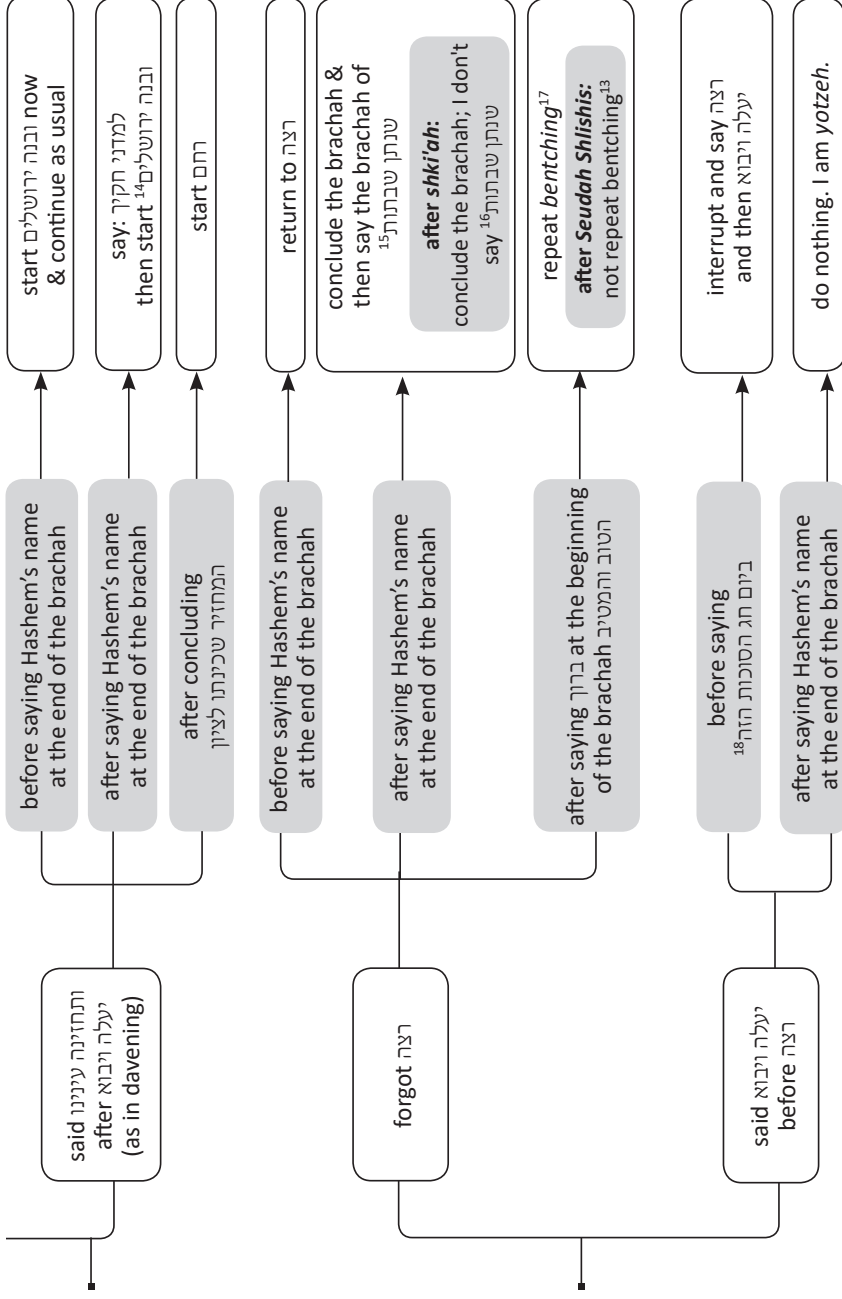 said ותחזינה עינינו
after יעלה ויבוא
(as in davening)
before saying Hashem's name
at the end of the brachah
start ובנה ירושלים now
& continue as usual
after saying Hashem's name
at the end of the brachah
say: למדני חקיך
then start ובנה ירושלים14
after concluding
המחזיר שכינתו לציון
start רחם
forgot רצה
before saying Hashem's name
at the end of the brachah
return to רצה
after saying Hashem's name
at the end of the brachah
conclude the brachah &
then say the brachah of
שנתן שבתות15
after shki'ah:
conclude the brachah; I don't
say שנתן שבתות16
after saying ברוך at the beginning
of the brachah הטוב והמטיב
repeat bentching17
after Seudah Shlishis:
not repeat bentching13
said יעלה ויבוא
before רצה
before saying
ביום חג הסוכות הזה18
interrupt and say רצה
and then יעלה ויבוא
after saying Hashem's name
at the end of the brachah
do nothing. I am yotzeh.